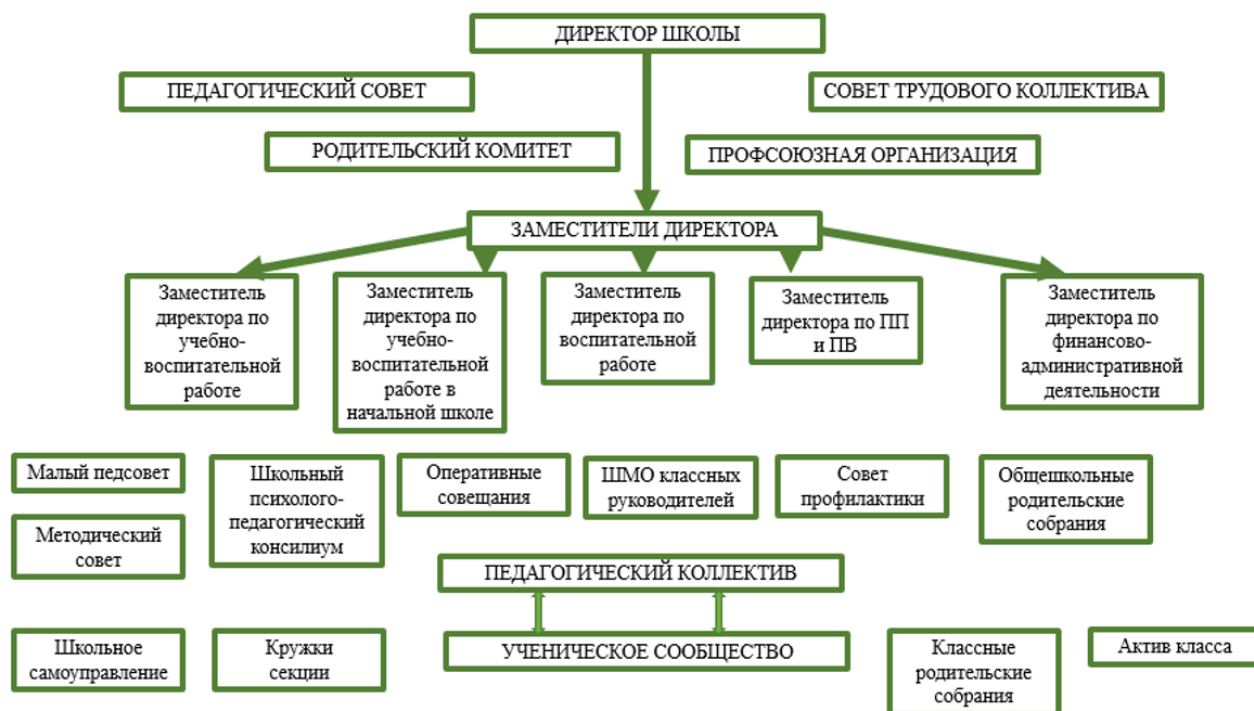 ДИРЕКТОР ШКОЛЫ
ПЕДАГОГИЧЕСКИЙ СОВЕТ
СОВЕТ ТРУДОВОГО КОЛЛЕКТИВА
РОДИТЕЛЬСКИЙ КОМИТЕТ
ПРОФСОЮЗНАЯ ОРГАНИЗАЦИЯ
ЗАМЕСТИТЕЛИ ДИРЕКТОРА
Заместитель
директора по
учебно-
воспитательной
работе
Заместитель
директора по
учебно-
воспитательной
работе в
начальной школе
Заместитель
директора по
воспитательной
работе
Заместитель
директора по ПП
и ПВ
Заместитель
директора по
финансово-
административной
деятельности
Малый педсовет
Школьный
психолого-
педагогический
консилиум
Оперативные
совещания
ШМО классных
руководителей
Совет
профилактики
Общешкольные
родительские
собрания
Методический
совет
ПЕДАГОГИЧЕСКИЙ КОЛЛЕКТИВ
Школьное
самоуправление
Кружки
секции
УЧЕНИЧЕСКОЕ СООБЩЕСТВО
Классные
родительские
собрания
Актив класса